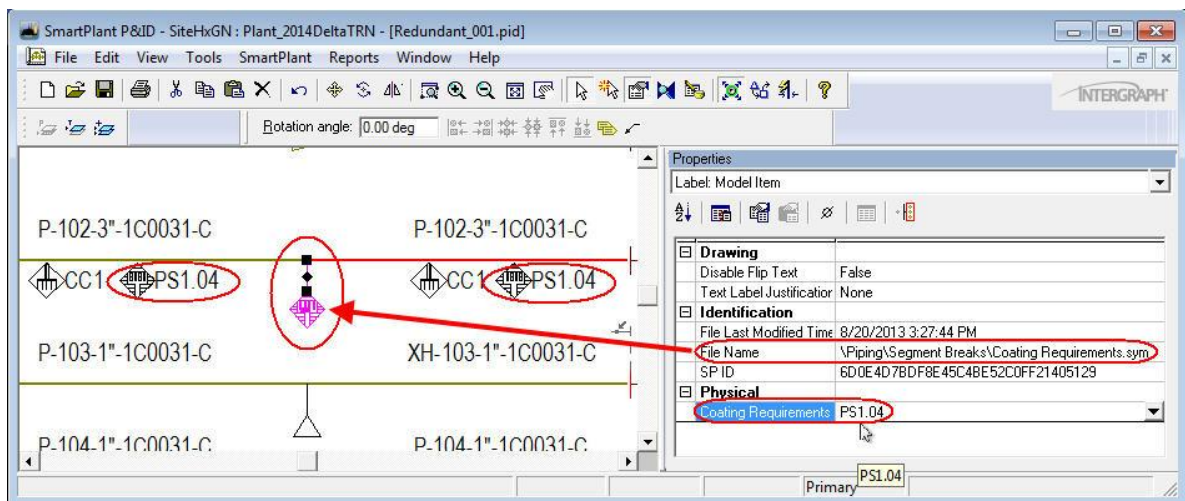 SmartPlant P&ID - SiteHxGN : Plant_2014DeltaTRN - [Redundant_001.pid]
File Edit View Tools SmartPlant Reports Window Help
INTERGRAPH
Rotation angle: 0.00 deg
Properties
Label: Model Item
P-102-3"-1C0031-C P-102-3"-1C0031-C
CC1 PS1.04 CC1 PS1.04
P-103-1"-1C0031-C XH-103-1"-1C0031-C
P-104-1"-1C0031-C P-104-1"-1C0031-C
Drawing
Disable Flip Text False
Text Label Justification None
Identification
File Last Modified Time 8/20/2013 3:27:44 PM
File Name \Piping\Segment Breaks\Coating Requirements.sym
SP ID 6D0E4D7BDF8E45C4BE52C0FF21405129
Physical
Coating Requirements PS1.04
PS1.04
Primary